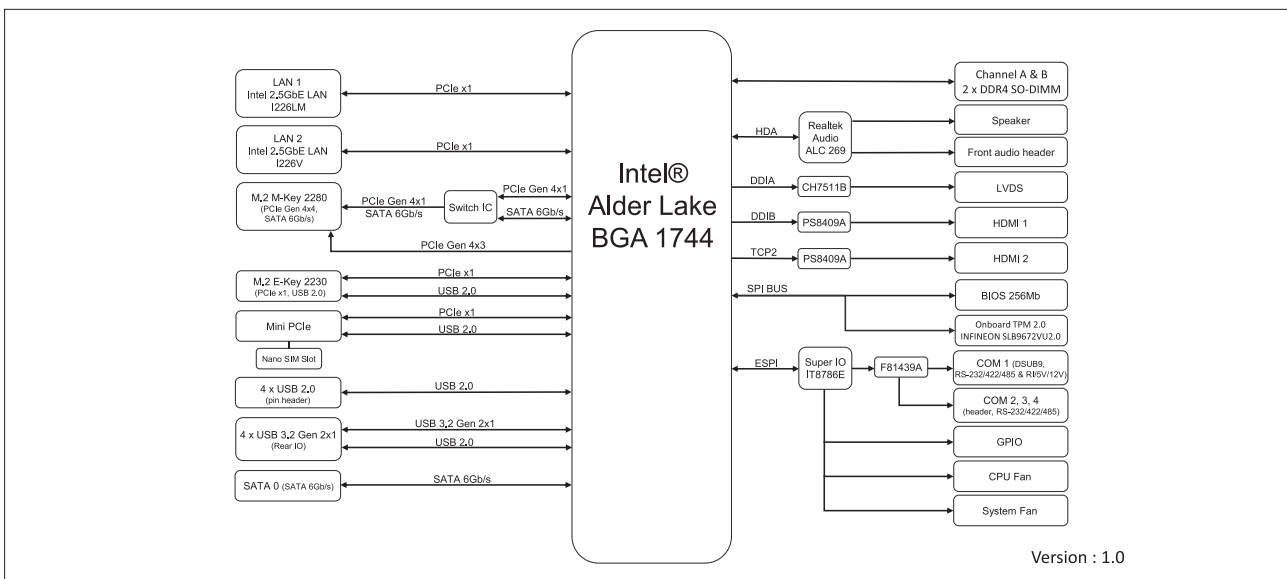 LAN 1
Intel 2.5GbE LAN
I226LM
PCIe x1
LAN 2
Intel 2.5GbE LAN
I226V
PCIe x1
M.2 M-Key 2280
(PCIe Gen 4x4,
SATA 6Gb/s)
PCIe Gen 4x1
SATA 6Gb/s
Switch IC
PCIe Gen 4x1
SATA 6Gb/s
PCIe Gen 4x3
M.2 E-Key 2230
(PCIe x1, USB 2.0)
PCIe x1
USB 2.0
Mini PCIe
PCIe x1
USB 2.0
Nano SIM Slot
4 x USB 2.0
(pin header)
USB 2.0
4 x USB 3.2 Gen 2x1
(Rear IO)
USB 3.2 Gen 2x1
USB 2.0
SATA 0 (SATA 6Gb/s)
SATA 6Gb/s
Intel®
Alder Lake
BGA 1744
Channel A & B
2 x DDR4 SO-DIMM
HDA
Realtek
Audio
ALC 269
Speaker
Front audio header
DDIA
CH7511B
LVDS
DDIB
PS8409A
HDMI 1
TCP2
PS8409A
HDMI 2
SPI BUS
BIOS 256Mb
Onboard TPM 2.0
INFINEON SLB9672VU2.0
ESPI
Super IO
IT8786E
F81439A
COM 1 (DSUB9,
RS-232/422/485 & RI/5V/12V)
COM 2, 3, 4
(header, RS-232/422/485)
GPIO
CPU Fan
System Fan
Version : 1.0